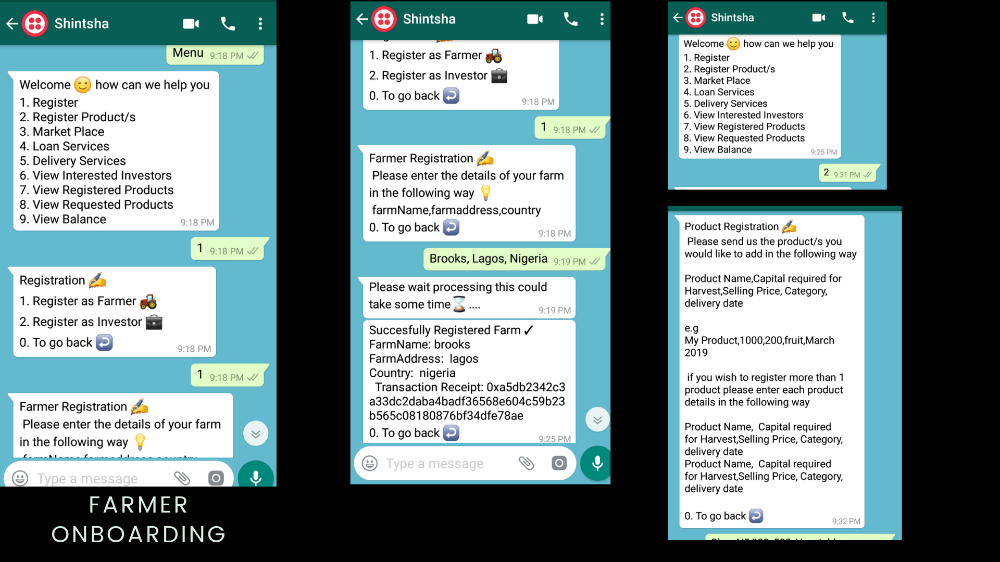 Shintsha
Menu 9:18 PM
Welcome 🙂 how can we help you
1. Register
2. Register Product/s
3. Market Place
4. Loan Services
5. Delivery Services
6. View Interested Investors
7. View Registered Products
8. View Requested Products
9. View Balance 9:18 PM
1 9:18 PM
Registration ✍
1. Register as Farmer 🚜
2. Register as Investor 💼
0. To go back ↩
9:18 PM
1 9:18 PM
Farmer Registration ✍
Please enter the details of your farm
in the following way 💡
farmName,farmaddress,country
Type a message
FARMER
ONBOARDING
Shintsha
1. Register as Farmer 🚜
2. Register as Investor 💼
0. To go back ↩
9:18 PM
1 9:18 PM
Farmer Registration ✍
Please enter the details of your farm
in the following way 💡
farmName,farmaddress,country
0. To go back ↩ 9:18 PM
Brooks, Lagos, Nigeria 9:19 PM
Please wait processing this could
take some time ⌛ .... 9:19 PM
Succesfully Registered Farm ✓
FarmName: brooks
FarmAddress: lagos
Country: nigeria
Transaction Receipt: 0xa5db2342c3
a33dc2daba4badf36568e604c59b23
b565c08180876bf34dfe78ae
0. To go back ↩
9:25 PM
Type a message
Shintsha
Welcome 🙂 how can we help you
1. Register
2. Register Product/s
3. Market Place
4. Loan Services
5. Delivery Services
6. View Interested Investors
7. View Registered Products
8. View Requested Products
9. View Balance 9:25 PM
2 9:31 PM
Product Registration ✍
Please send us the product/s you
would like to add in the following way
Product Name,Capital required for
Harvest,Selling Price, Category,
delivery date
e.g
My Product,1000,200,fruit,March
2019
if you wish to register more than 1
product please enter each product
details in the following way
Product Name, Capital required
for Harvest,Selling Price, Category,
delivery date
Product Name, Capital required
for Harvest,Selling Price, Category,
delivery date
0. To go back ↩ 9:32 PM